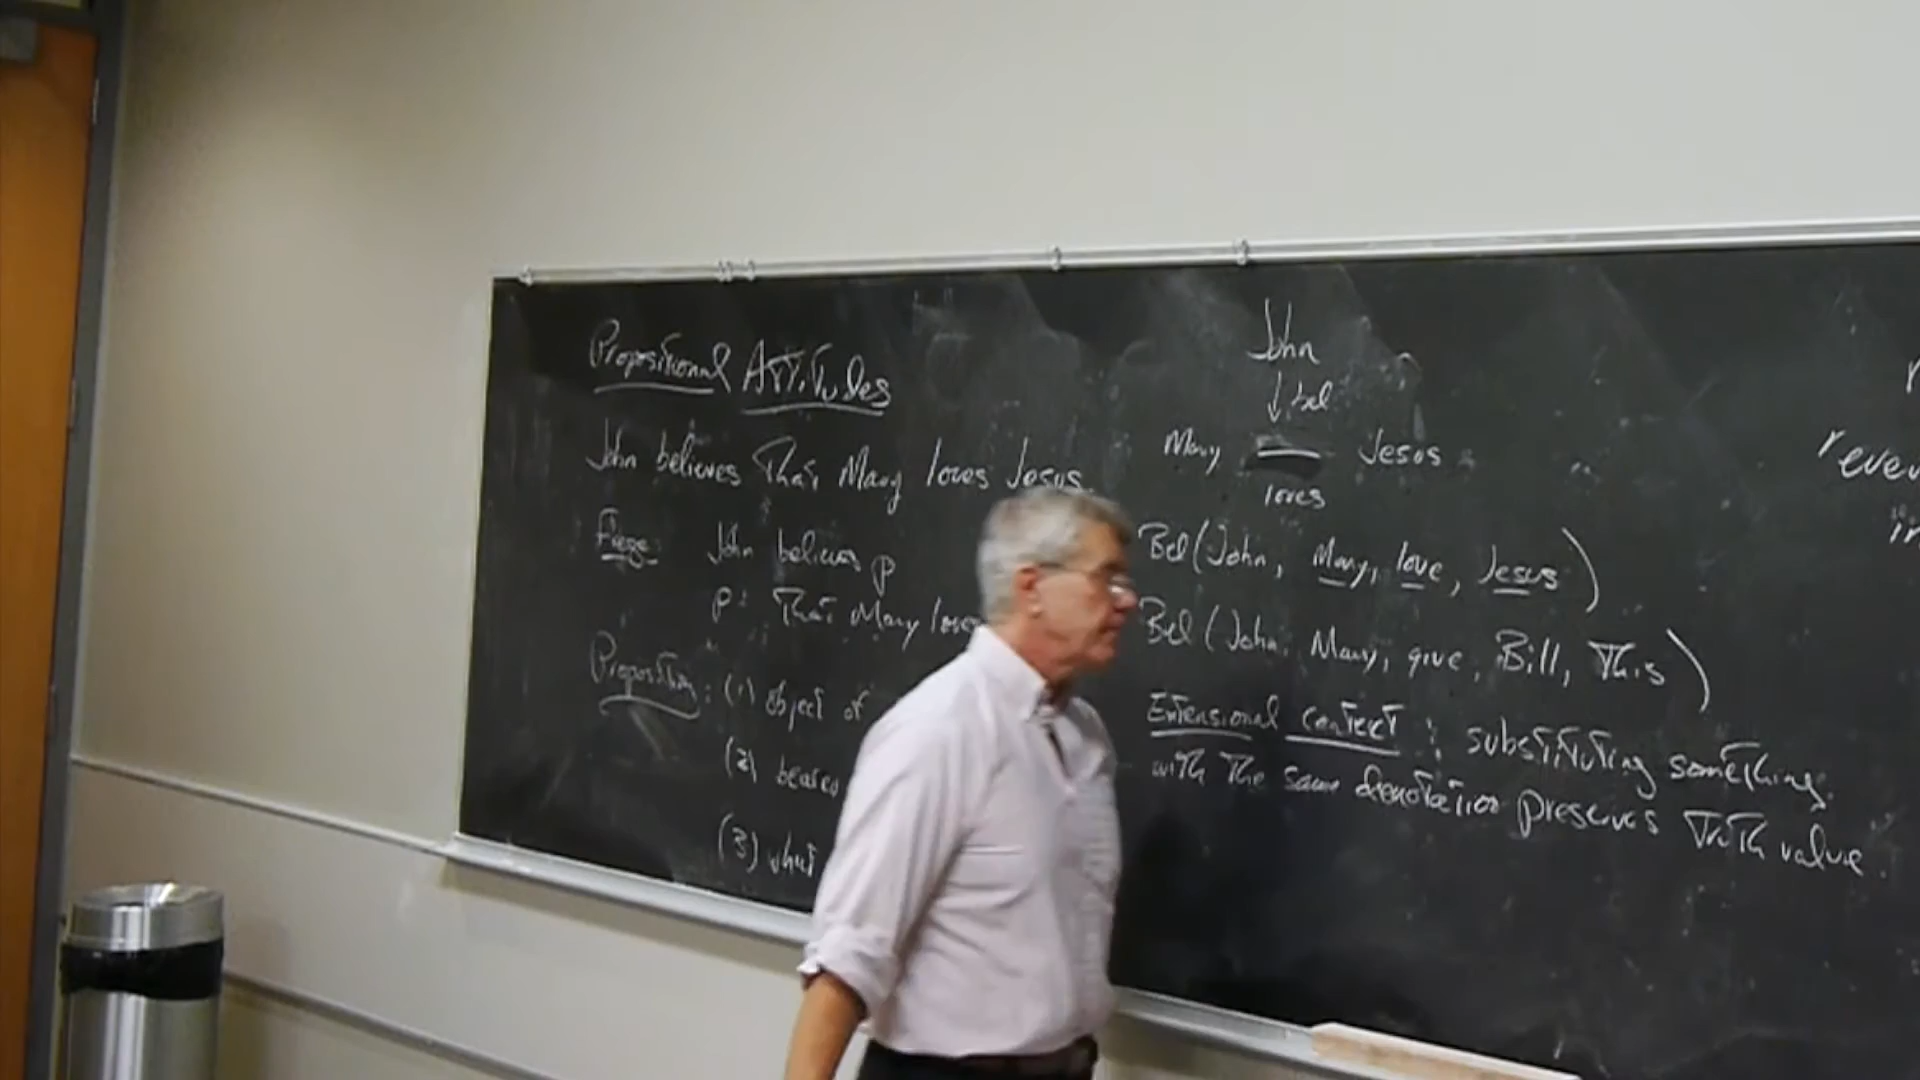 Propositional Attitudes
John believes That Mary loves Jesus.
Frege John believes p
p: That Mary loves
Proposition: (1) object of
(2) bearer
(3) what
John
↓ bel
Mary Jesus
loves
Bel (John, Mary, love, Jesus)
Bel (John, Mary, give, Bill, This)
Extensional context: substituting something
with The same denotation preserves Truth value.